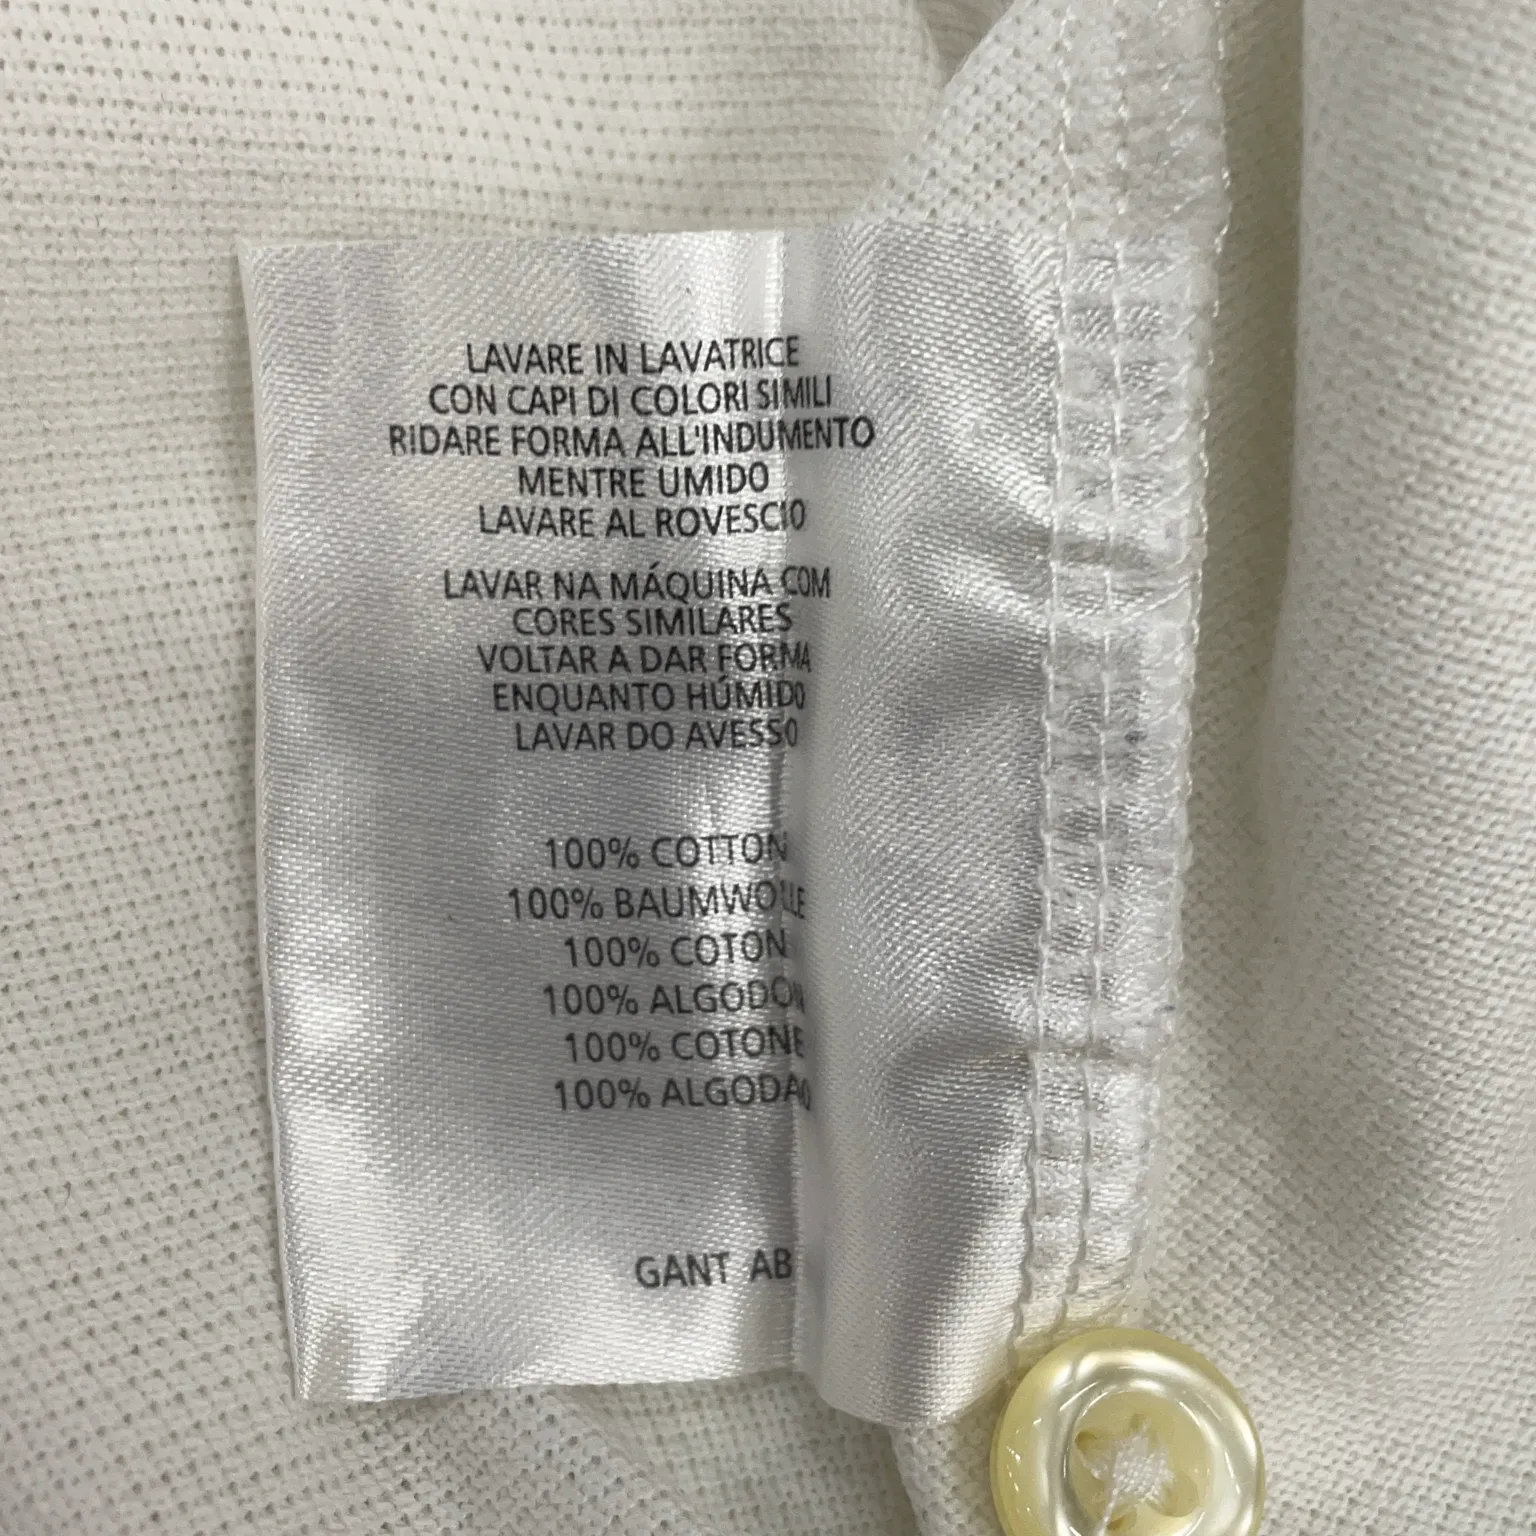 LAVARE IN LAVATRICE
CON CAPI DI COLORI SIMILI
RIDARE FORMA ALL'INDUMENTO
MENTRE UMIDO
LAVARE AL ROVESCIO
LAVAR NA MÁQUINA COM
CORES SIMILARES
VOLTAR A DAR FORMA
ENQUANTO HÚMIDO
LAVAR DO AVESSO
100% COTTON
100% BAUMWOLLE
100% COTON
100% ALGODON
100% COTONE
100% ALGODAO
GANT AB